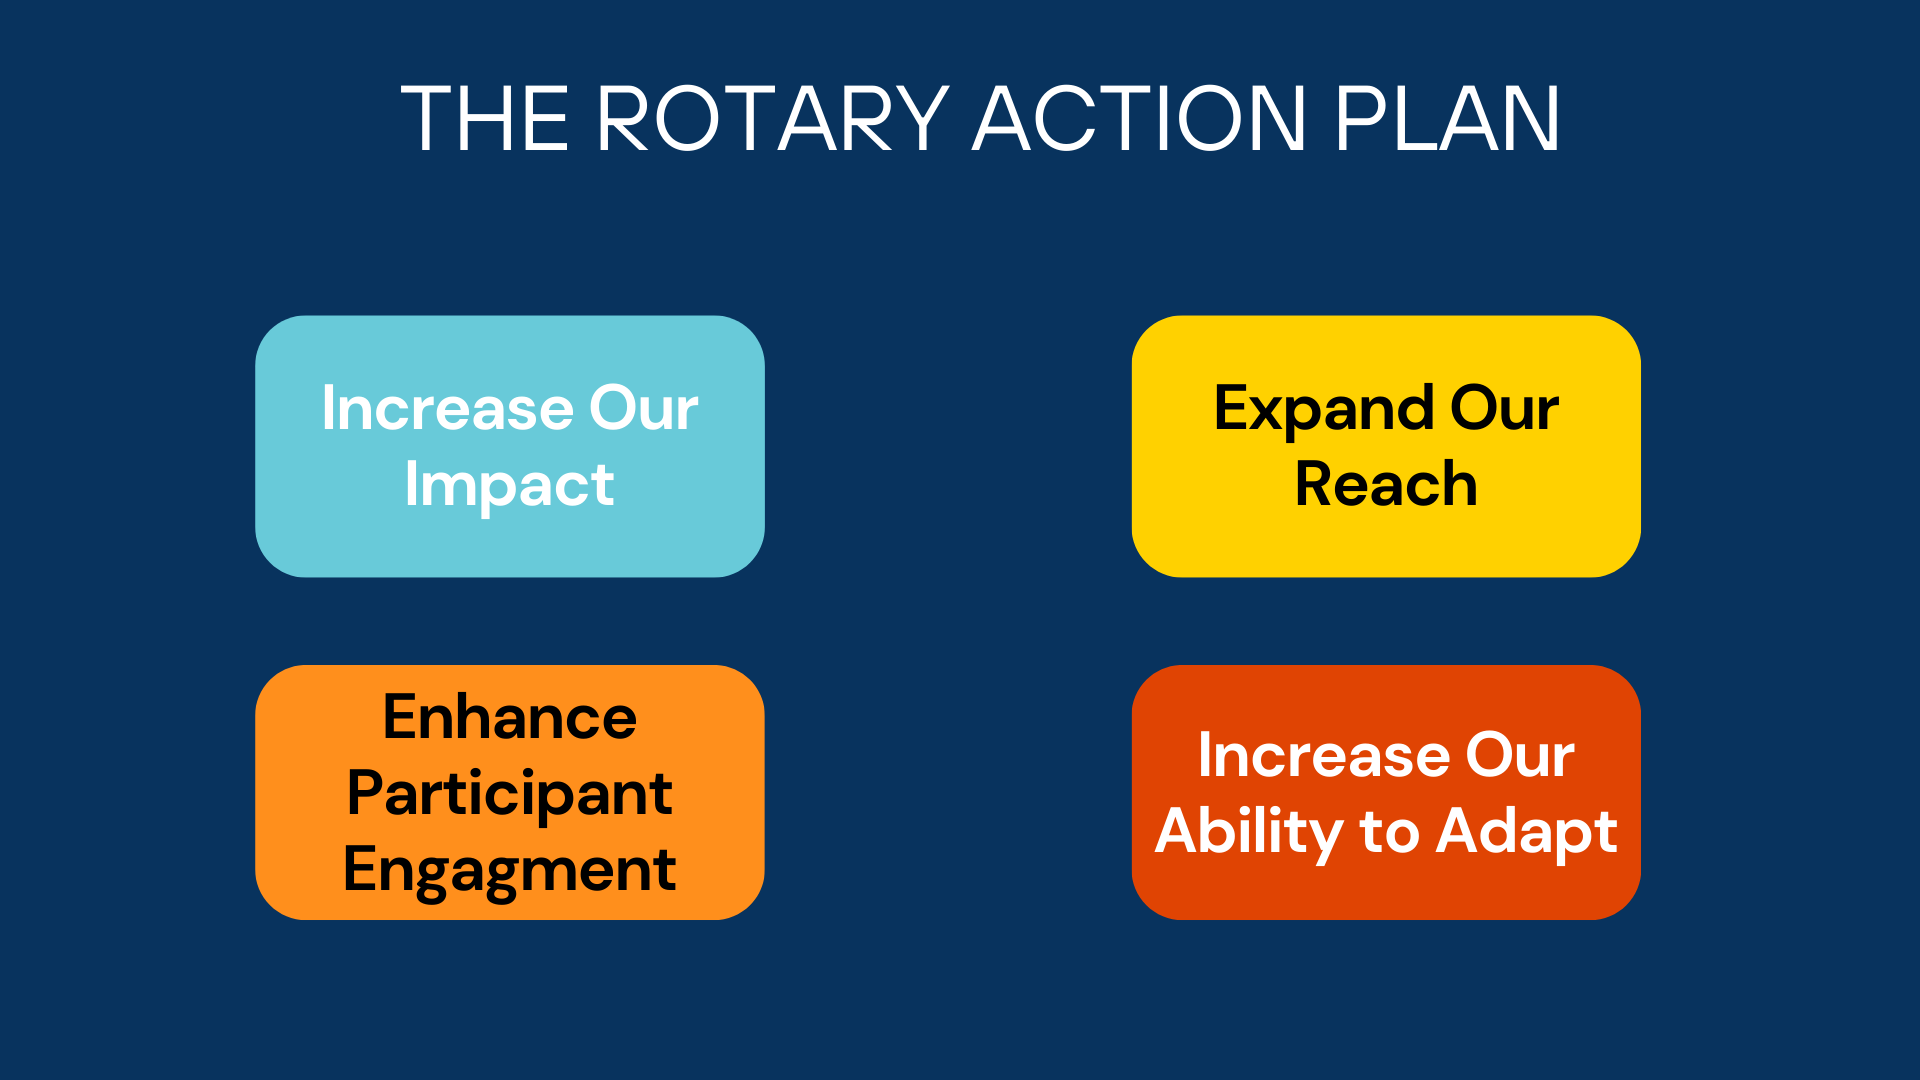 THE ROTARY ACTION PLAN
Increase Our
Impact
Expand Our
Reach
Enhance
Participant
Engagment
Increase Our
Ability to Adapt